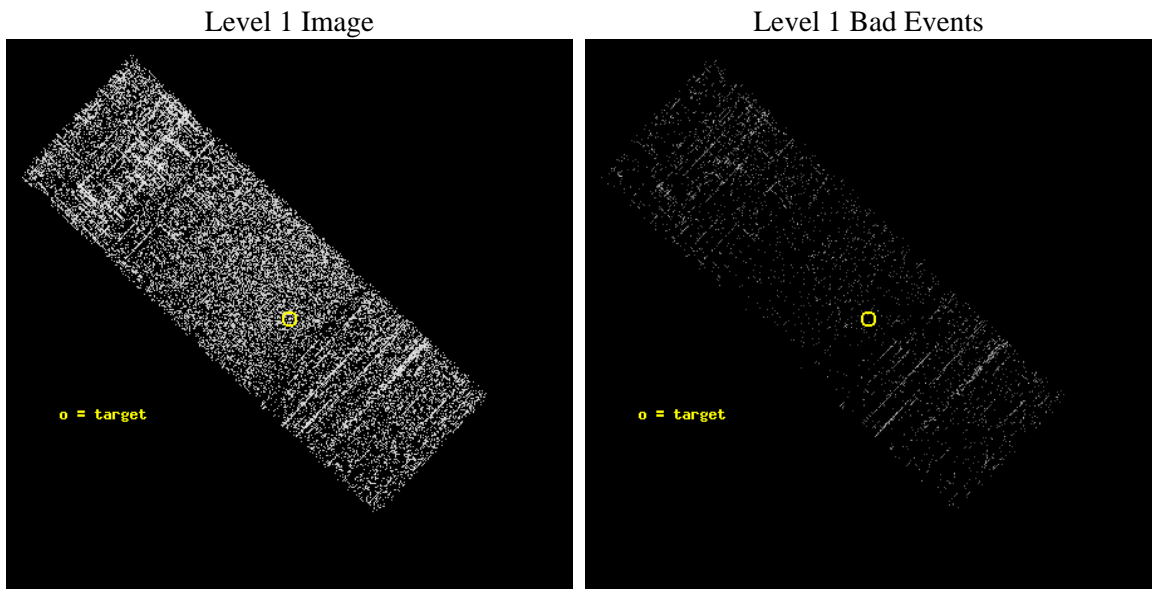 Level 1 Image
Level 1 Bad Events
o = target
o = target